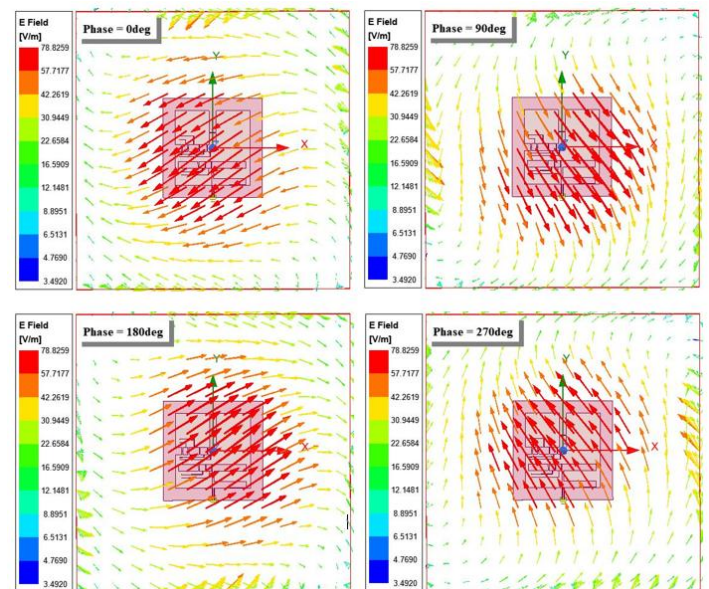 E Field
[V/m]
78.8259
57.7177
42.2619
30.9449
22.6584
16.5909
12.1481
8.8951
6.5131
4.7690
3.4920
Phase = 0deg
Y
X
E Field
[V/m]
78.8259
57.7177
42.2619
30.9449
22.6584
16.5909
12.1481
8.8951
6.5131
4.7690
3.4920
Phase = 90deg
Y
X
E Field
[V/m]
78.8259
57.7177
42.2619
30.9449
22.6584
16.5909
12.1481
8.8951
6.5131
4.7690
3.4920
Phase = 180deg
Y
X
E Field
[V/m]
78.8259
57.7177
42.2619
30.9449
22.6584
16.5909
12.1481
8.8951
6.5131
4.7690
3.4920
Phase = 270deg
Y
X